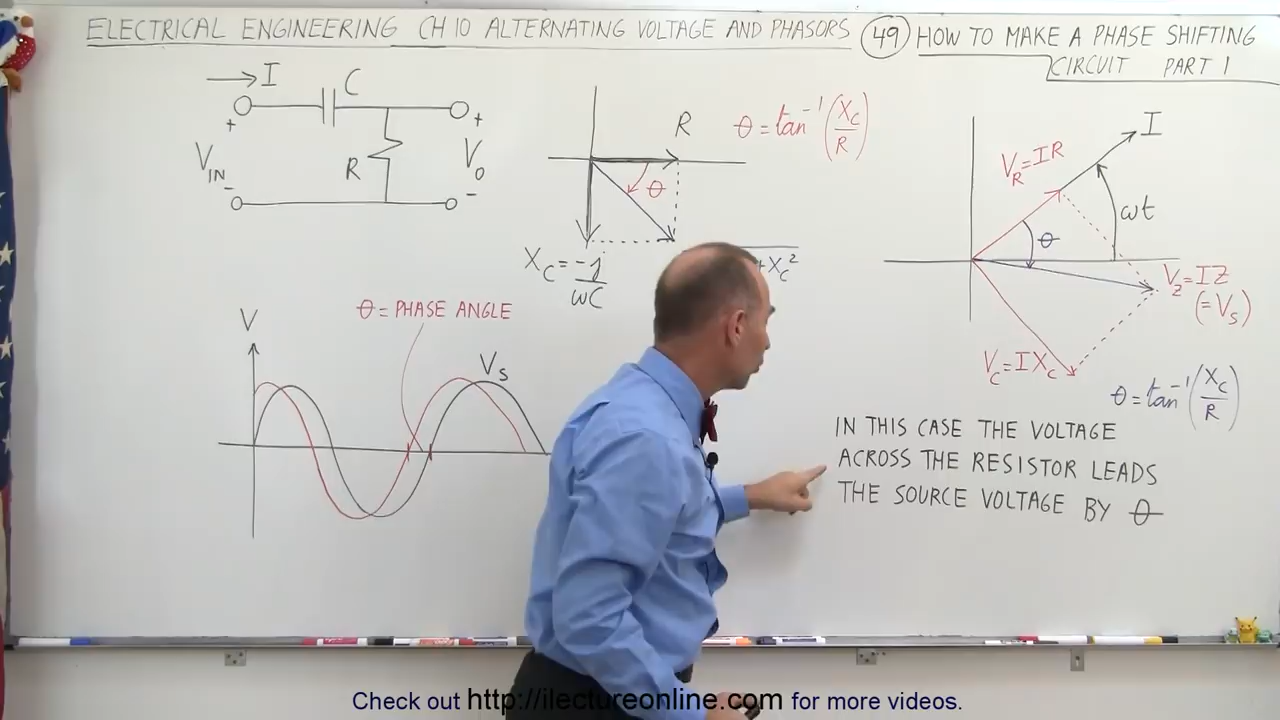 ELECTRICAL ENGINEERING CH 10 ALTERNATING VOLTAGE AND PHASORS 49 HOW TO MAKE A PHASE SHIFTING
CIRCUIT PART 1
I
C
+
+
V_IN
R
V_0
-
-
R
θ = tan⁻¹(X_C/R)
θ
X_C = -j/ωC
+X_C²
I
V_R = IR
ωt
θ
V_Z = IZ
(= V_S)
V_C = IX_C
θ = tan⁻¹(X_C/R)
θ = PHASE ANGLE
V
V_S
IN THIS CASE THE VOLTAGE
ACROSS THE RESISTOR LEADS
THE SOURCE VOLTAGE BY θ
Check out http://ilectureonline.com for more videos.